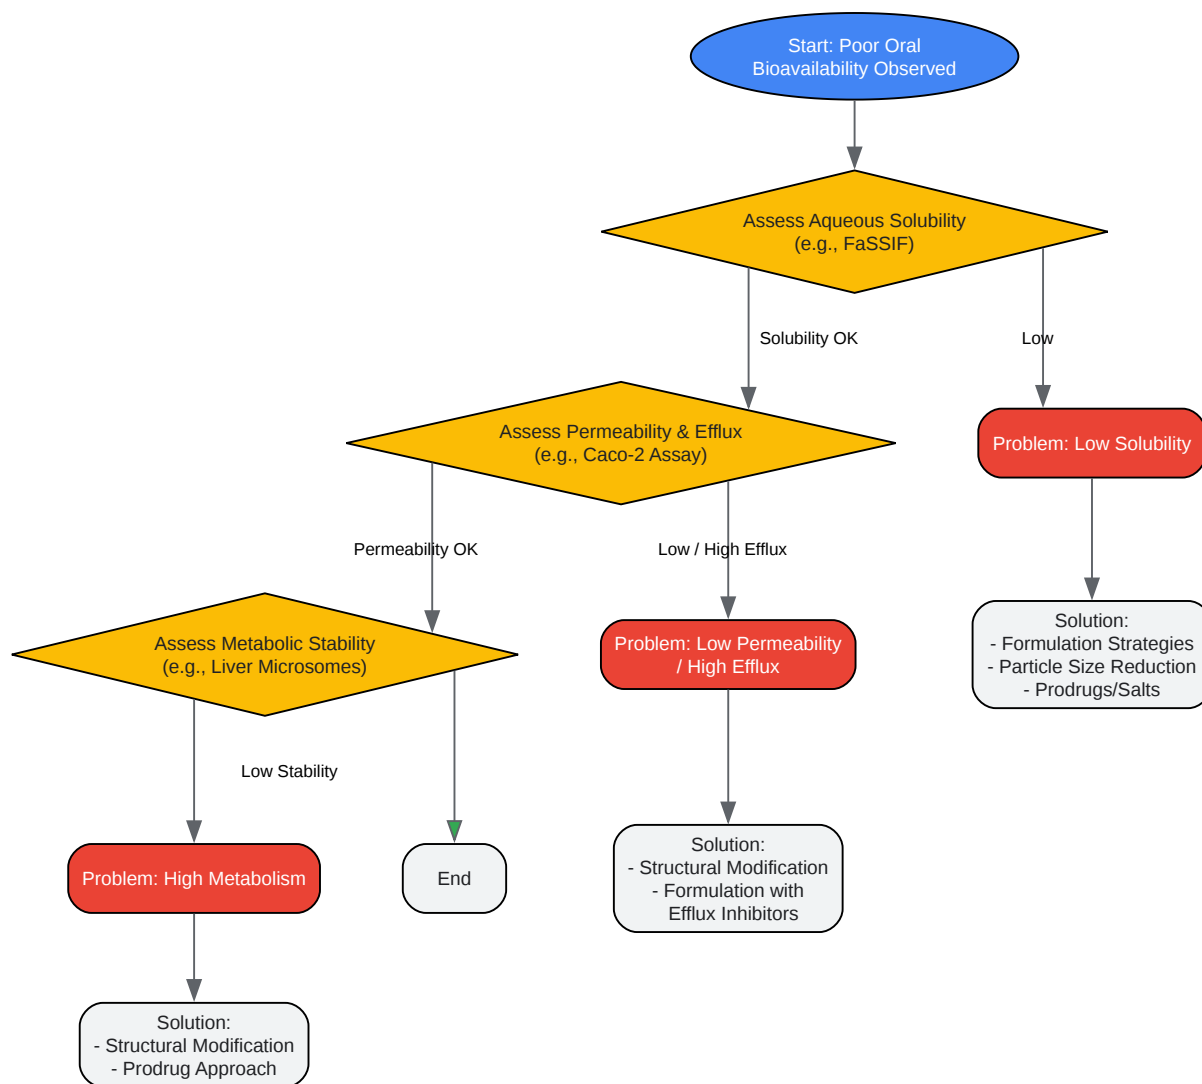 Start: Poor Oral
Bioavailability Observed
Assess Aqueous Solubility
(e.g., FaSSIF)
Solubility OK
Low
Assess Permeability & Efflux
(e.g., Caco-2 Assay)
Problem: Low Solubility
Permeability OK
Low / High Efflux
Solution:
- Formulation Strategies
- Particle Size Reduction
- Prodrugs/Salts
Assess Metabolic Stability
(e.g., Liver Microsomes)
Problem: Low Permeability
/ High Efflux
Low Stability
Problem: High Metabolism
End
Solution:
- Structural Modification
- Formulation with
Efflux Inhibitors
Solution:
- Structural Modification
- Prodrug Approach